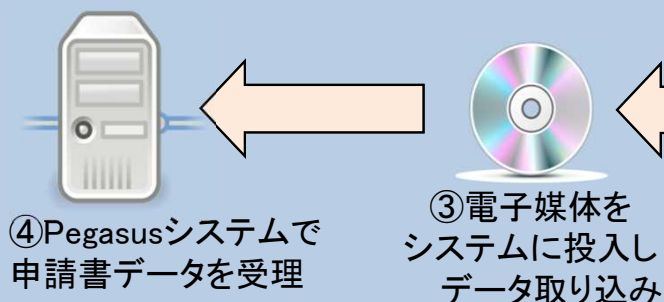 ④Pegasusシステムで
申請書データを受理
③電子媒体を
システムに投入し
データ取り込み